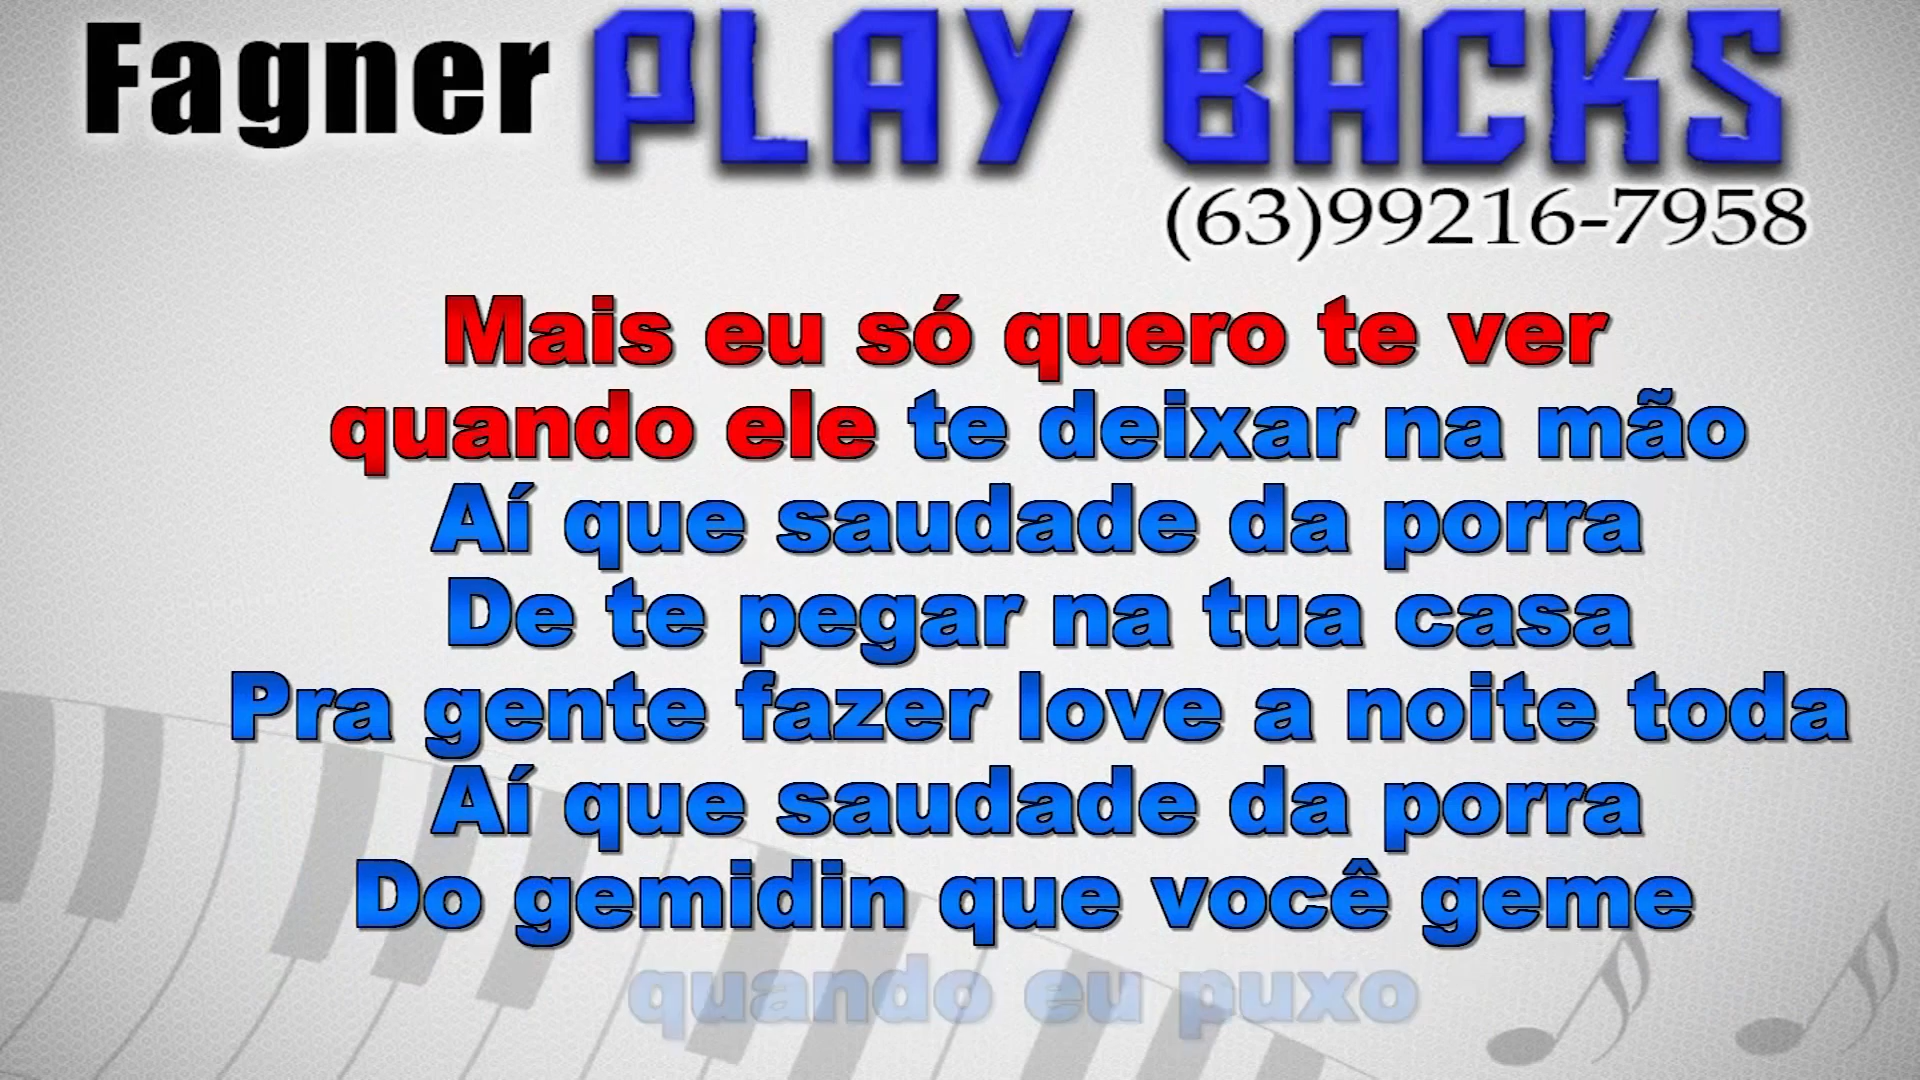 Fagner PLAY BACKS
(63)99216-7958
Mais eu só quero te ver
quando ele te deixar na mão
Aí que saudade da porra
De te pegar na tua casa
Pra gente fazer love a noite toda
Aí que saudade da porra
Do gemidin que você geme
quando eu puxo